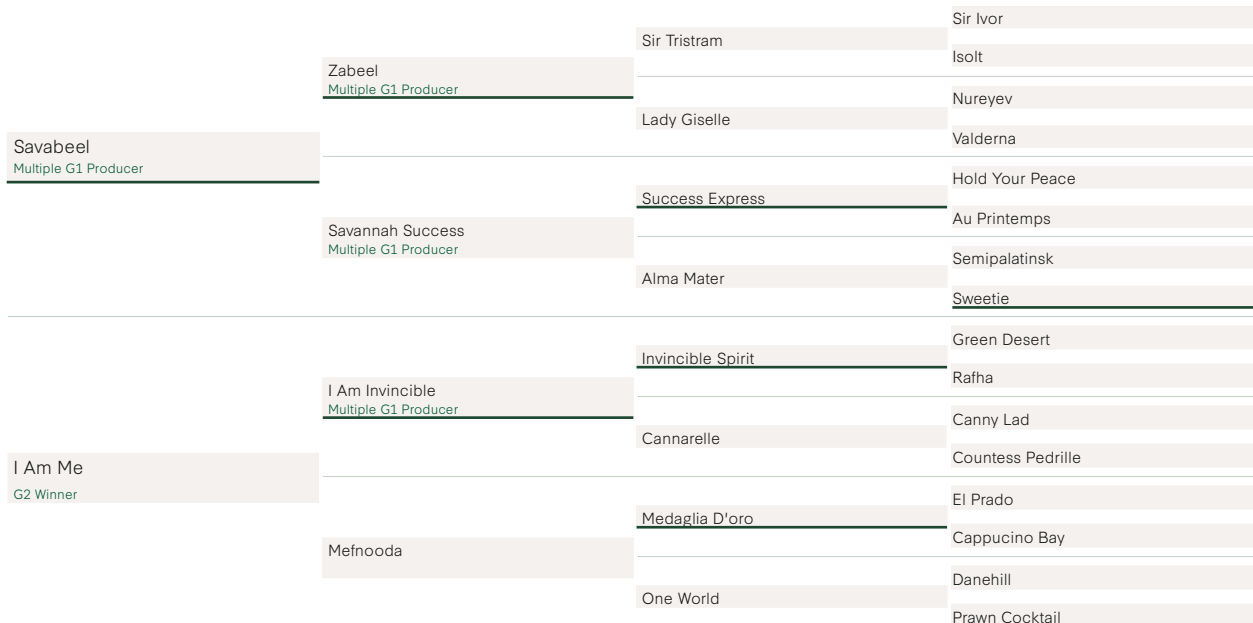 Savabeel
Multiple G1 Producer
I Am Me
G2 Winner
Zabeel
Multiple G1 Producer
Savannah Success
Multiple G1 Producer
I Am Invincible
Multiple G1 Producer
Mefnooda
Sir Tristram
Lady Giselle
Success Express
Alma Mater
Invincible Spirit
Cannarelle
Medaglia D'oro
One World
Sir Ivor
Isolt
Nureyev
Valderna
Hold Your Peace
Au Printemps
Semipalatinsk
Sweetie
Green Desert
Rafha
Canny Lad
Countess Pedrille
El Prado
Cappucino Bay
Danehill
Prawn Cocktail